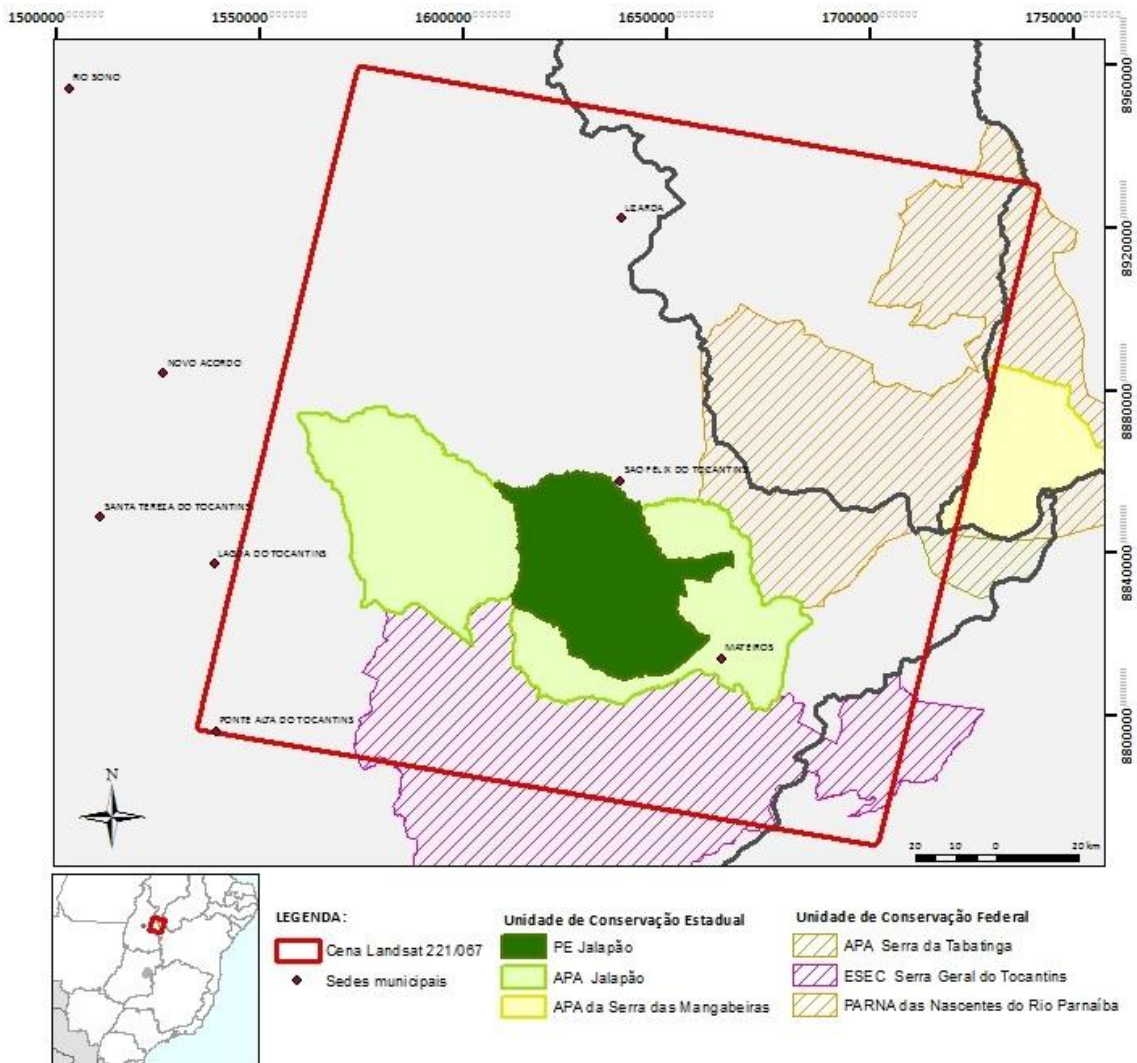 1500000
1550000
1600000
1650000
1700000
1750000
8960000
8920000
8880000
8840000
8800000
RIO SONO
LIZARDA
NOVO ACORDO
SAO FELIX DO TOCANTINS
SANTA TEREZA DO TOCANTINS
LAGOA DO TOCANTINS
MATEIROS
PONTE ALTA DO TOCANTINS
N
20 10 0 20 km
LEGENDA:
Cena Landsat 221/067
Sedes municipais
Unidade de Conservação Estadual
PE Jalapão
APA Jalapão
APA da Serra das Mangabeiras
Unidade de Conservação Federal
APA Serra da Tabatinga
ESEC Serra Geral do Tocantins
PARNA das Nascentes do Rio Parnaíba